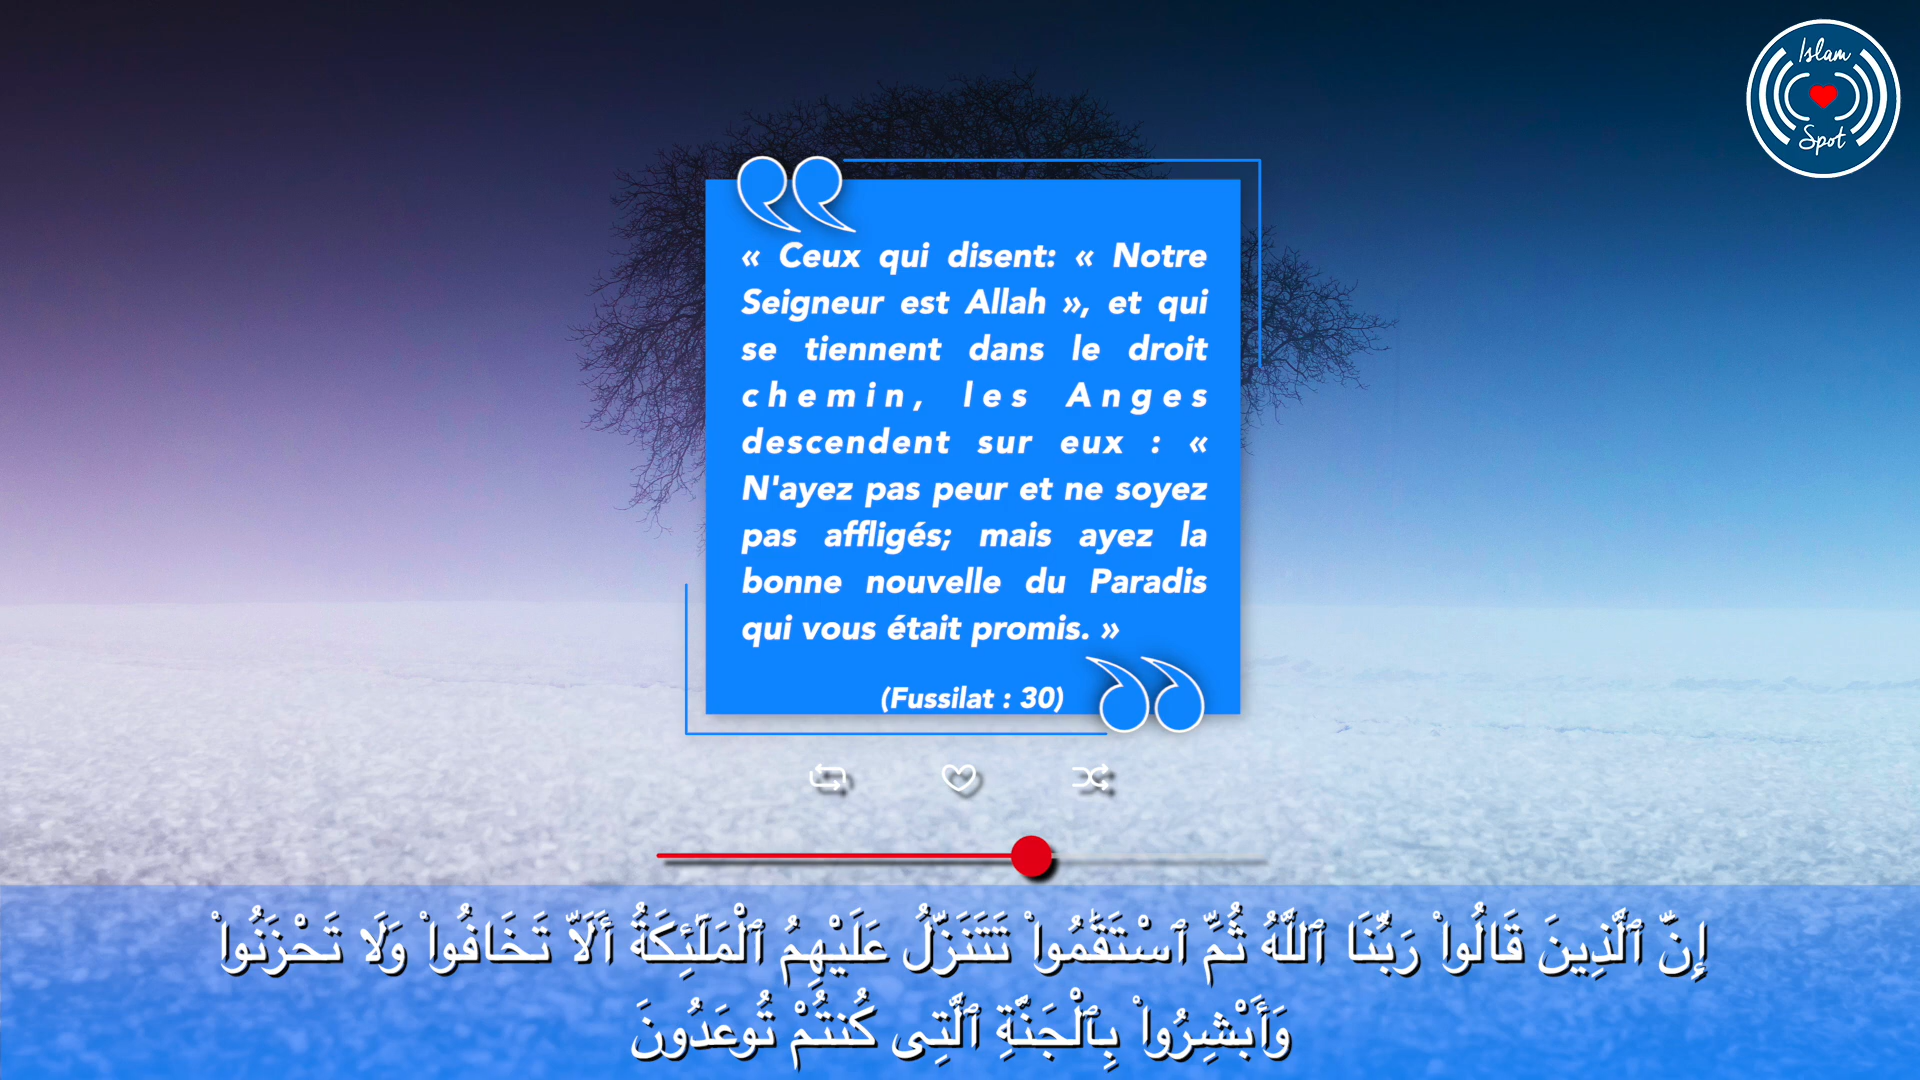 Islam
Spot
« Ceux qui disent: « Notre
Seigneur est Allah », et qui
se tiennent dans le droit
chemin, les Anges
descendent sur eux : «
N'ayez pas peur et ne soyez
pas affligés; mais ayez la
bonne nouvelle du Paradis
qui vous était promis. »
(Fussilat : 30)
إِنَّ ٱلَّذِينَ قَالُوا۟ رَبُّنَا ٱللَّهُ ثُمَّ ٱسْتَقَٰمُوا۟ تَتَنَزَّلُ عَلَيْهِمُ ٱلْمَلَٰٓئِكَةُ أَلَّا تَخَافُوا۟ وَلَا تَحْزَنُوا۟
وَأَبْشِرُوا۟ بِٱلْجَنَّةِ ٱلَّتِى كُنتُمْ تُوعَدُونَ